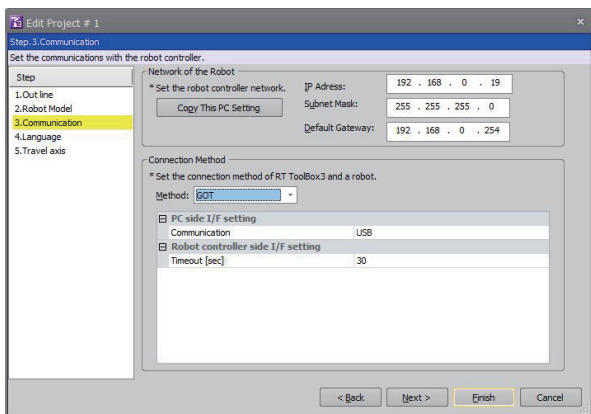 Edit Project # 1
Step.3.Communication
Set the communications with the robot controller.
Step
1.Out line
2.Robot Model
3.Communication
4.Language
5.Travel axis
Network of the Robot
* Set the robot controller network.
Copy This PC Setting
IP Adress: 192 . 168 . 0 . 19
Subnet Mask: 255 . 255 . 255 . 0
Default Gateway: 192 . 168 . 0 . 254
Connection Method
* Set the connection method of RT ToolBox3 and a robot.
Method: GOT
PC side I/F setting
Communication USB
Robot controller side I/F setting
Timeout [sec] 30
< Back Next > Finish Cancel